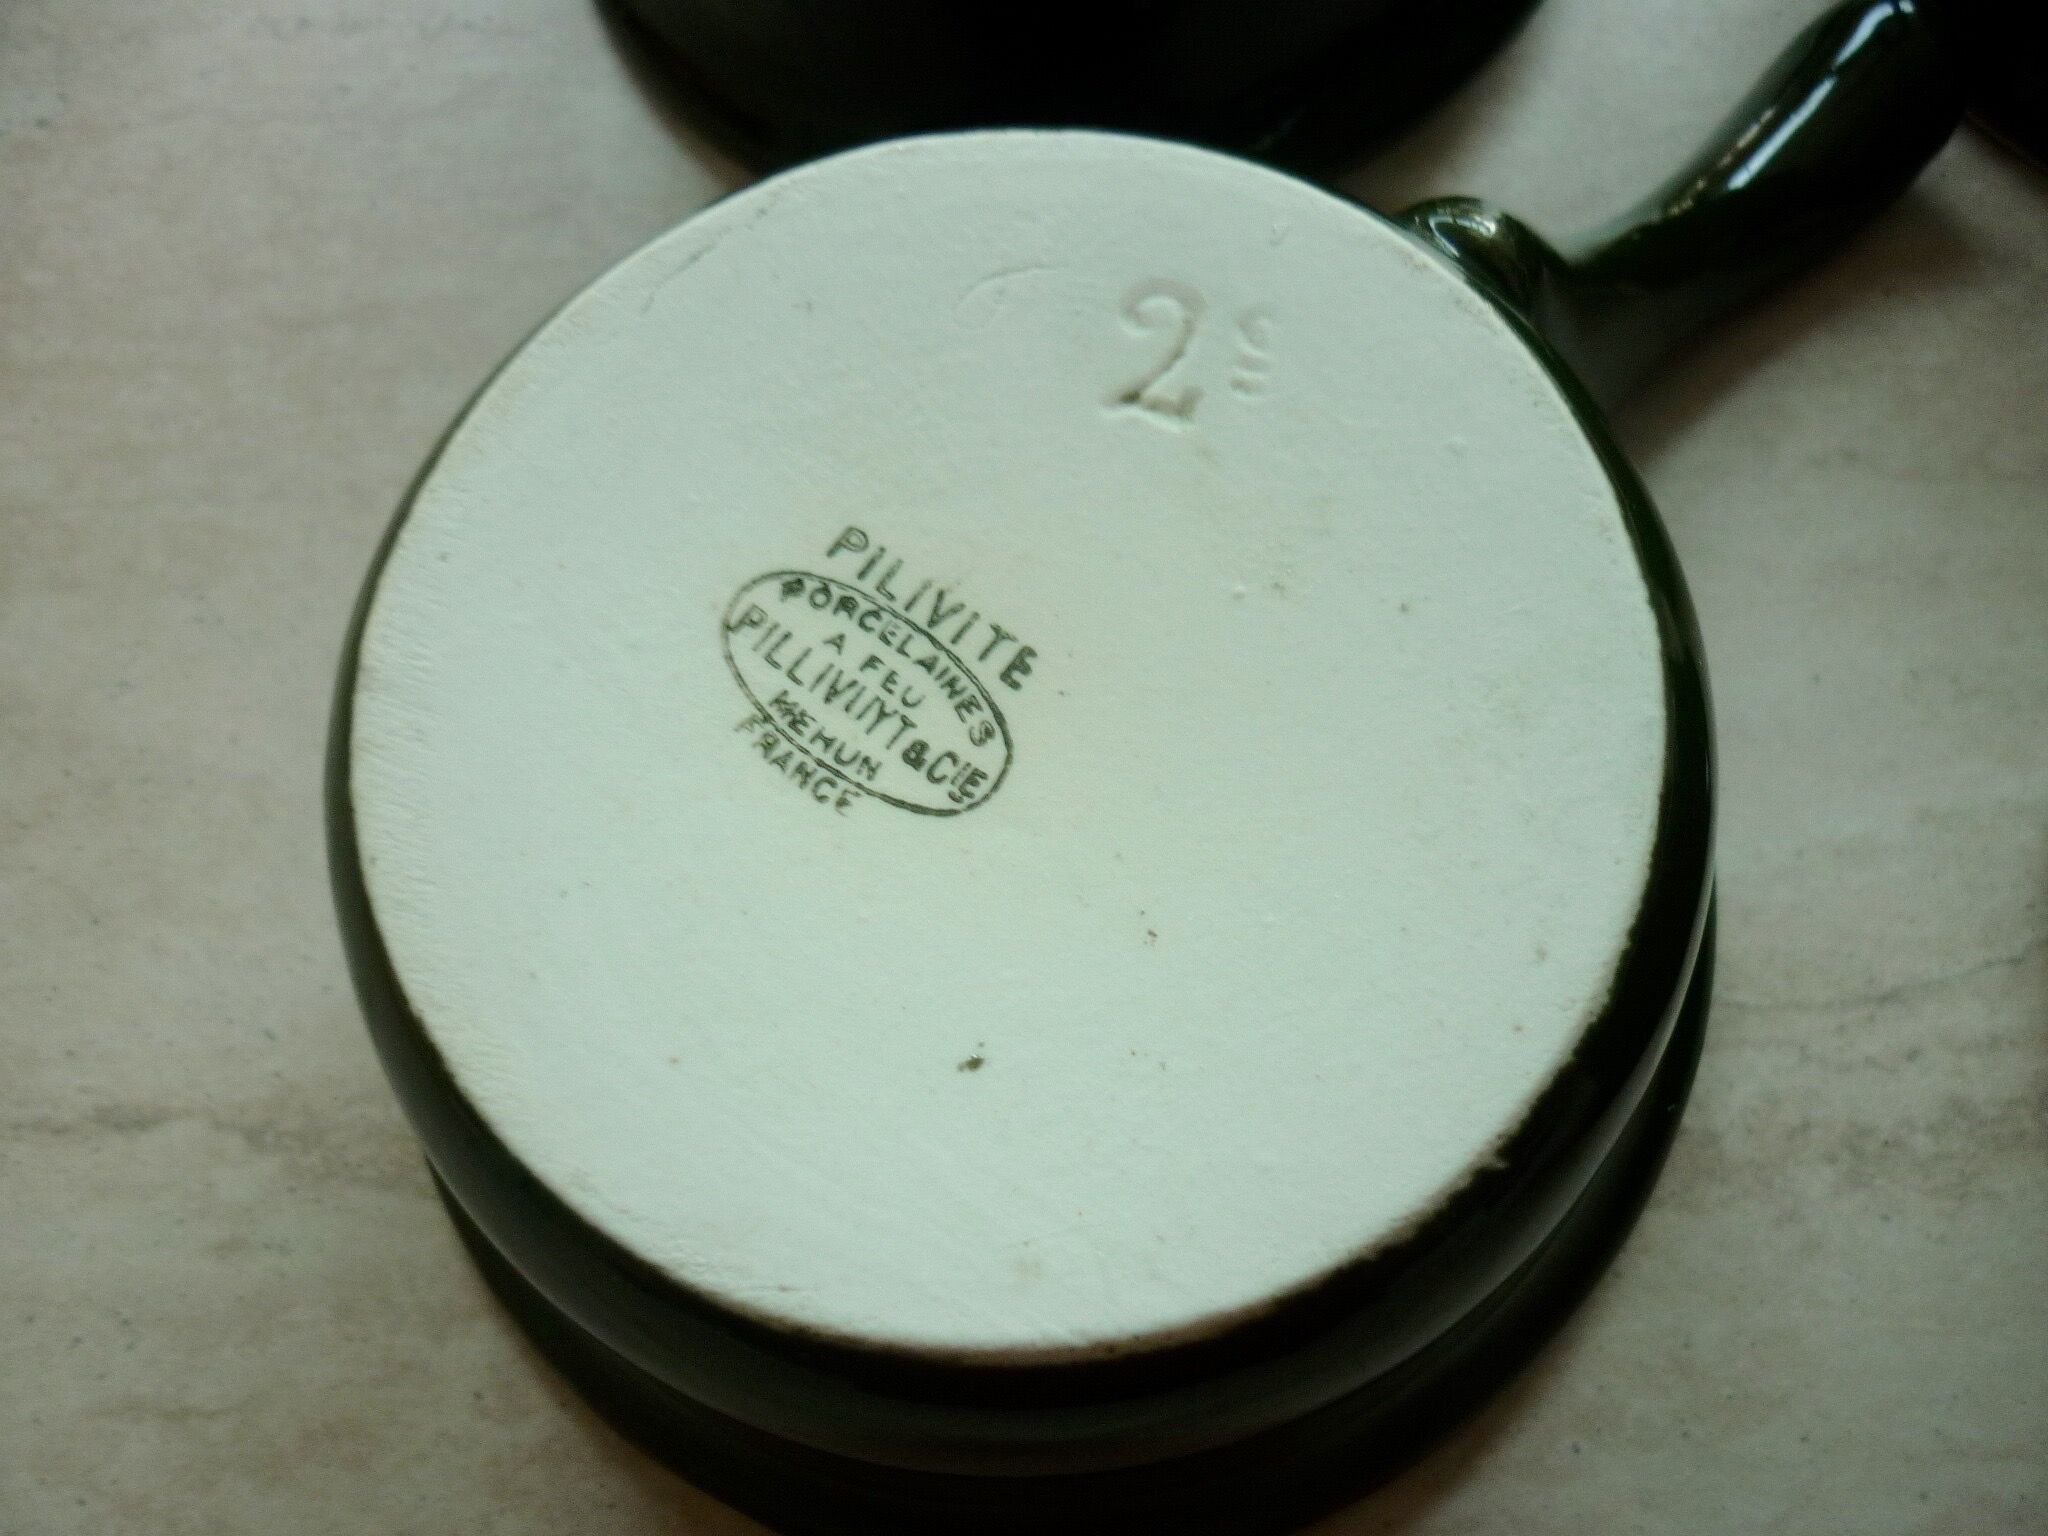 2
PILIVITE
PORCELAINES
A FEU
PILLIVUYT & CIE
MEHUN
FRANCE